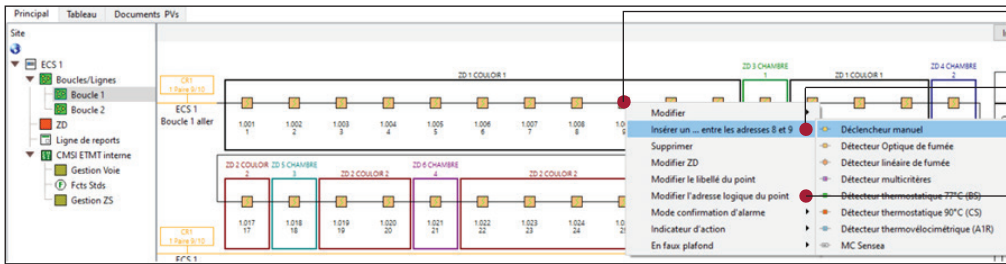 Principal Tableau Documents PVs
Site
ECS 1
Boucles/Lignes
Boucle 1
Boucle 2
ZD
Ligne de reports
CMSI ETMT interne
Gestion Voie
Fcts Stds
Gestion ZS
ZD 1 COULOIR 1
ZD 3 CHAMBRE
1
ZD 1 COULOIR 1
ZD 4 CHAMBRE
2
CR1
1 Paire 9/10
ECS 1
Boucle 1 aller
1.001 1.002 1.003 1.004 1.005 1.006 1.007 1.008
1 2 3 4 5 6 7 8 9
Modifier
Insérer un ... entre les adresses 8 et 9
Supprimer
Modifier ZD
Modifier le libellé du point
Modifier l'adresse logique du point
Mode confirmation d'alarme
Indicateur d'action
En faux plafond
Déclencheur manuel
Détecteur Optique de fumée
Détecteur linéaire de fumée
Détecteur multicritères
Détecteur thermostatique 77°C (BS)
Détecteur thermostatique 90°C (CS)
Détecteur thermovélocimétrique (A1R)
MC Sensea
ZD 2 COULOIR
2
ZD 5 CHAMBRE
3
ZD 2 COULOIR 2
ZD 6 CHAMBRE
4
ZD 2 COULOIR 2
1.017 1.018 1.019 1.020 1.021 1.022 1.023 1.024
17 18 19 20 21 22 23 24
CR1
1 Paire 9/10
ECS 1